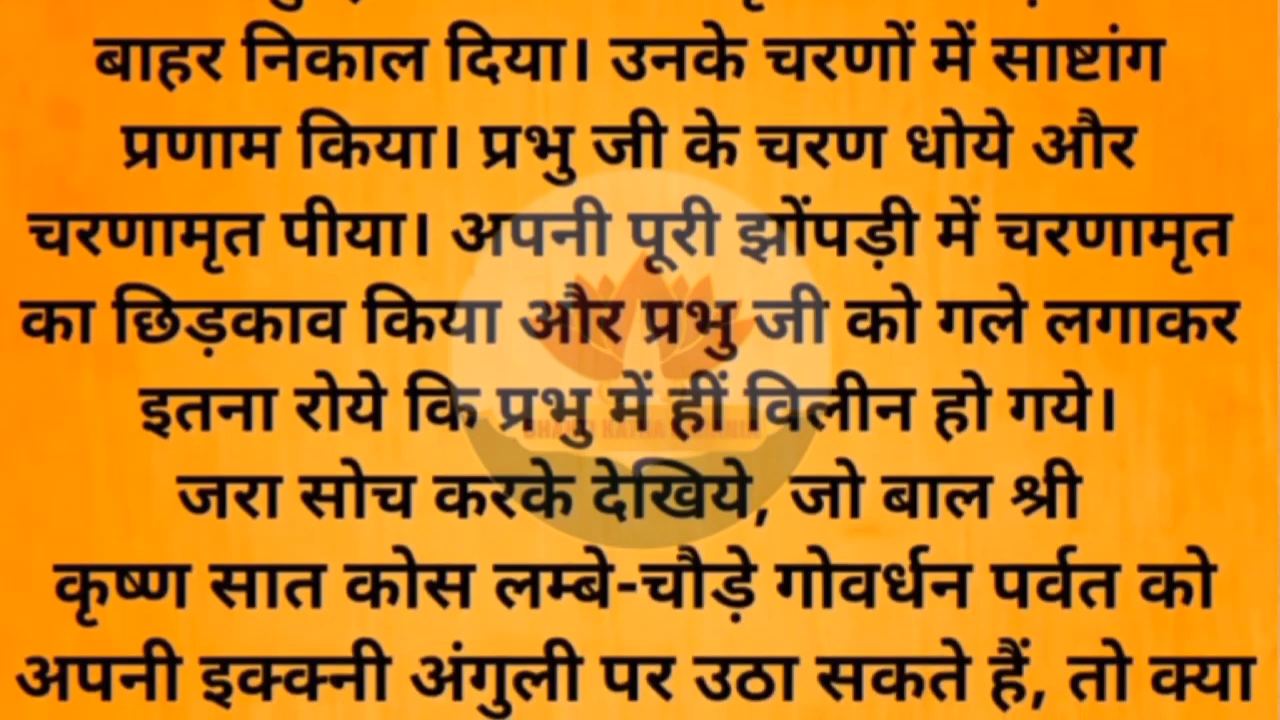 बाहर निकाल दिया। उनके चरणों में साष्टांग
प्रणाम किया। प्रभु जी के चरण धोये और
चरणामृत पीया। अपनी पूरी झोंपड़ी में चरणामृत
का छिड़काव किया और प्रभु जी को गले लगाकर
इतना रोये कि प्रभु में हीं विलीन हो गये।
जरा सोच करके देखिये, जो बाल श्री
कृष्ण सात कोस लम्बे-चौड़े गोवर्धन पर्वत को
अपनी इक्क्नी अंगुली पर उठा सकते हैं, तो क्या